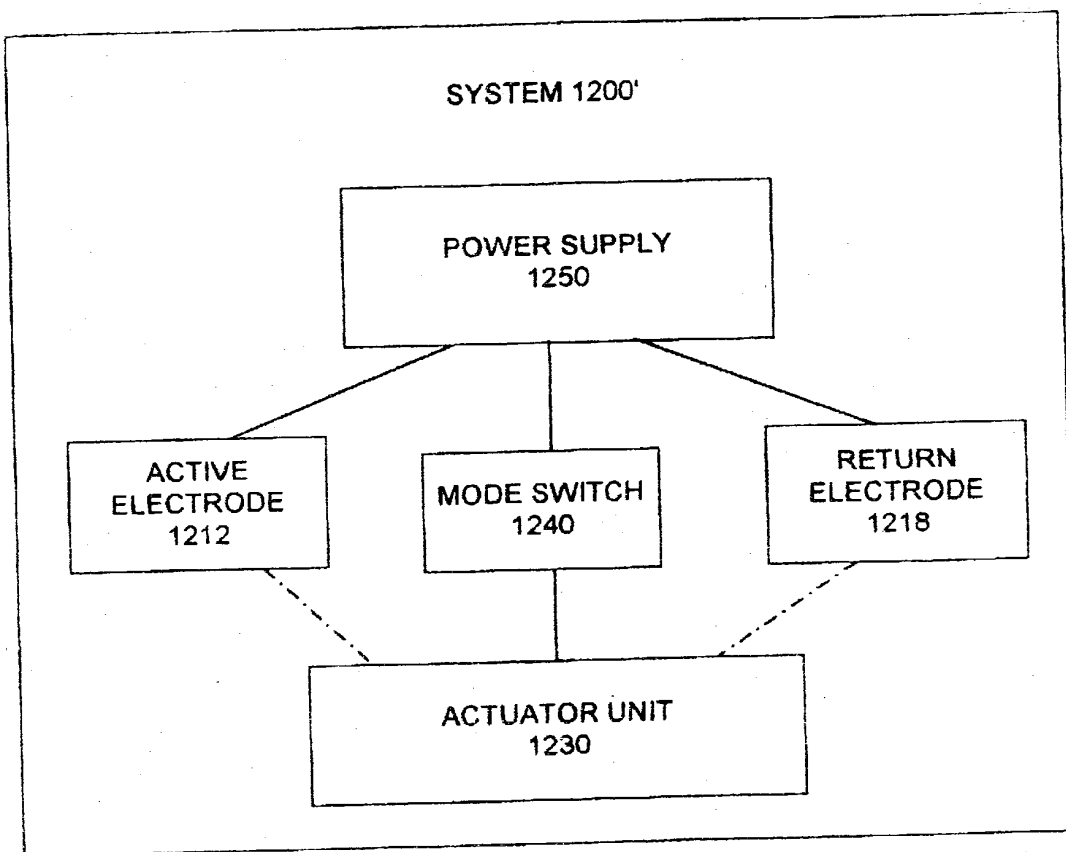 SYSTEM 1200'
POWER SUPPLY
1250
ACTIVE
ELECTRODE
1212
MODE SWITCH
1240
RETURN
ELECTRODE
1218
ACTUATOR UNIT
1230